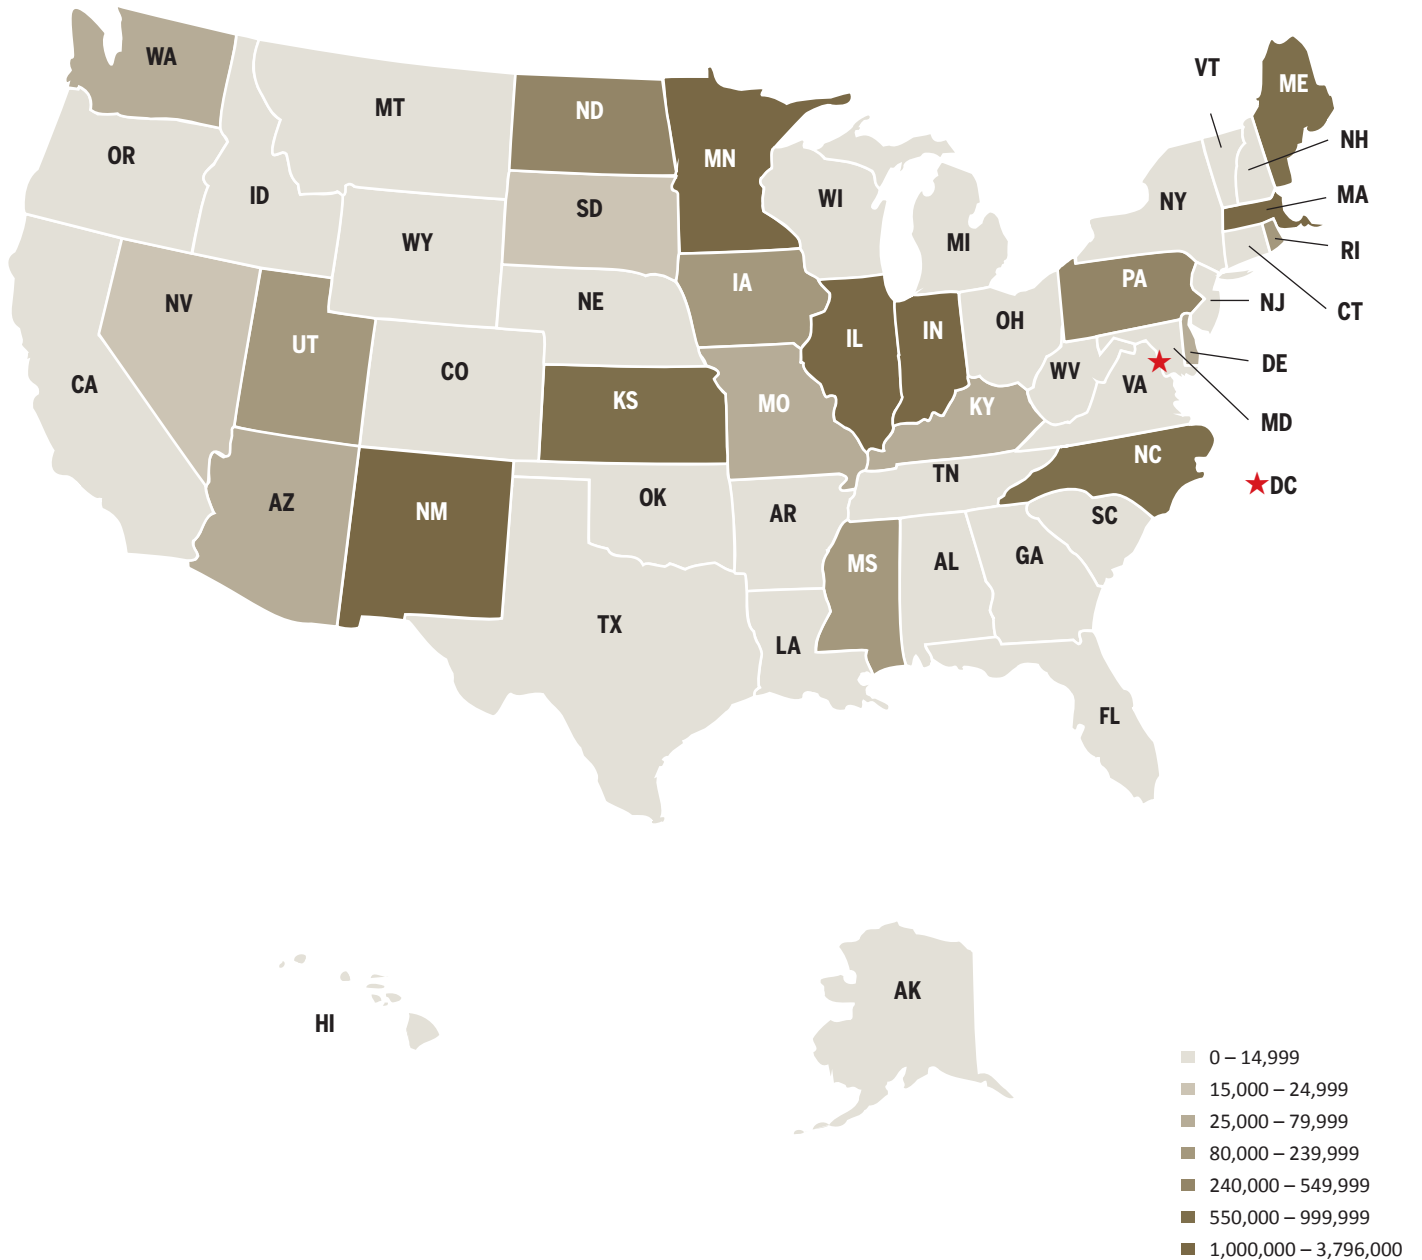 WA
VT
ME
MT
ND
NH
OR
MN
ID
SD
WI
NY
MA
WY
MI
RI
NV
NE
IA
PA
NJ
CT
UT
CO
IL
IN
OH
DE
CA
KS
MO
KY
WV
VA
MD
AZ
NM
OK
AR
TN
NC
DC
SC
MS
AL
GA
TX
LA
FL
HI
AK
0 – 14,999
15,000 – 24,999
25,000 – 79,999
80,000 – 239,999
240,000 – 549,999
550,000 – 999,999
1,000,000 – 3,796,000